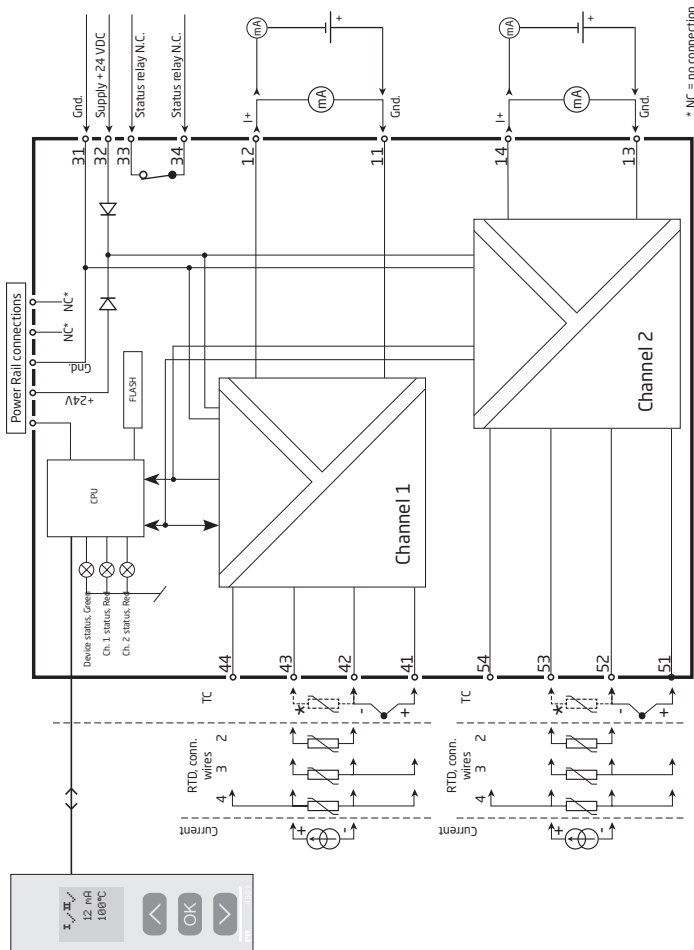 Power Rail connections
+24V
Gnd.
NC*
NC*
Gnd.
Supply + 24 VDC
Status relay N.C.
Status relay N.C.
31
32
33
34
12
11
14
13
I+
Gnd.
mA
mA
+
I+
Gnd.
mA
mA
+
CPU
FLASH
Device status, Green
Ch. 1 status, Red
Ch. 2 status, Red
Channel 1
Channel 2
44
43
42
41
54
53
52
51
TC
*
-
+
RTD, conn.
wires
2
3
4
Current
+
-
TC
*
-
+
RTD, conn.
wires
2
3
4
Current
+
-
I II
12 mA
100°C
OK
* NC = no connection